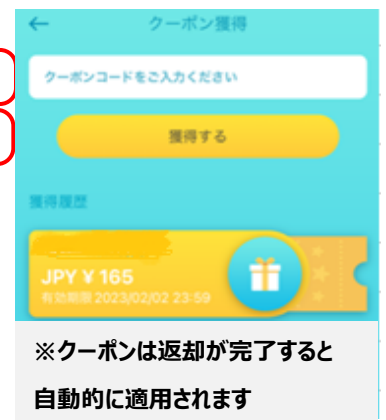 クーポン獲得
クーポンコードをご入力ください
獲得する
獲得履歴
JPY ¥ 165
有効期限 2023/02/02 23:59
※クーポンは返却が完了すると
自動的に適用されます